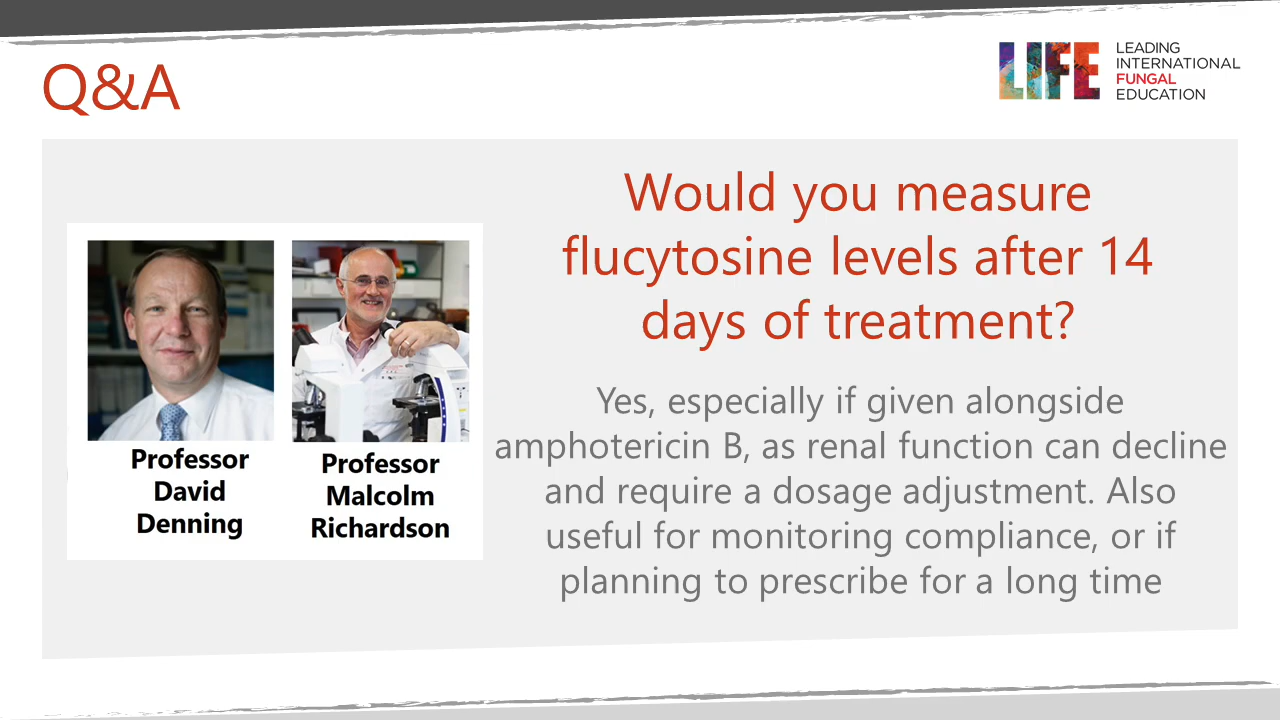 Q&A
LIFE
LEADING
INTERNATIONAL
FUNGAL
EDUCATION
Would you measure
flucytosine levels after 14
days of treatment?
Yes, especially if given alongside
amphotericin B, as renal function can decline
and require a dosage adjustment. Also
useful for monitoring compliance, or if
planning to prescribe for a long time
Professor
David
Denning
Professor
Malcolm
Richardson